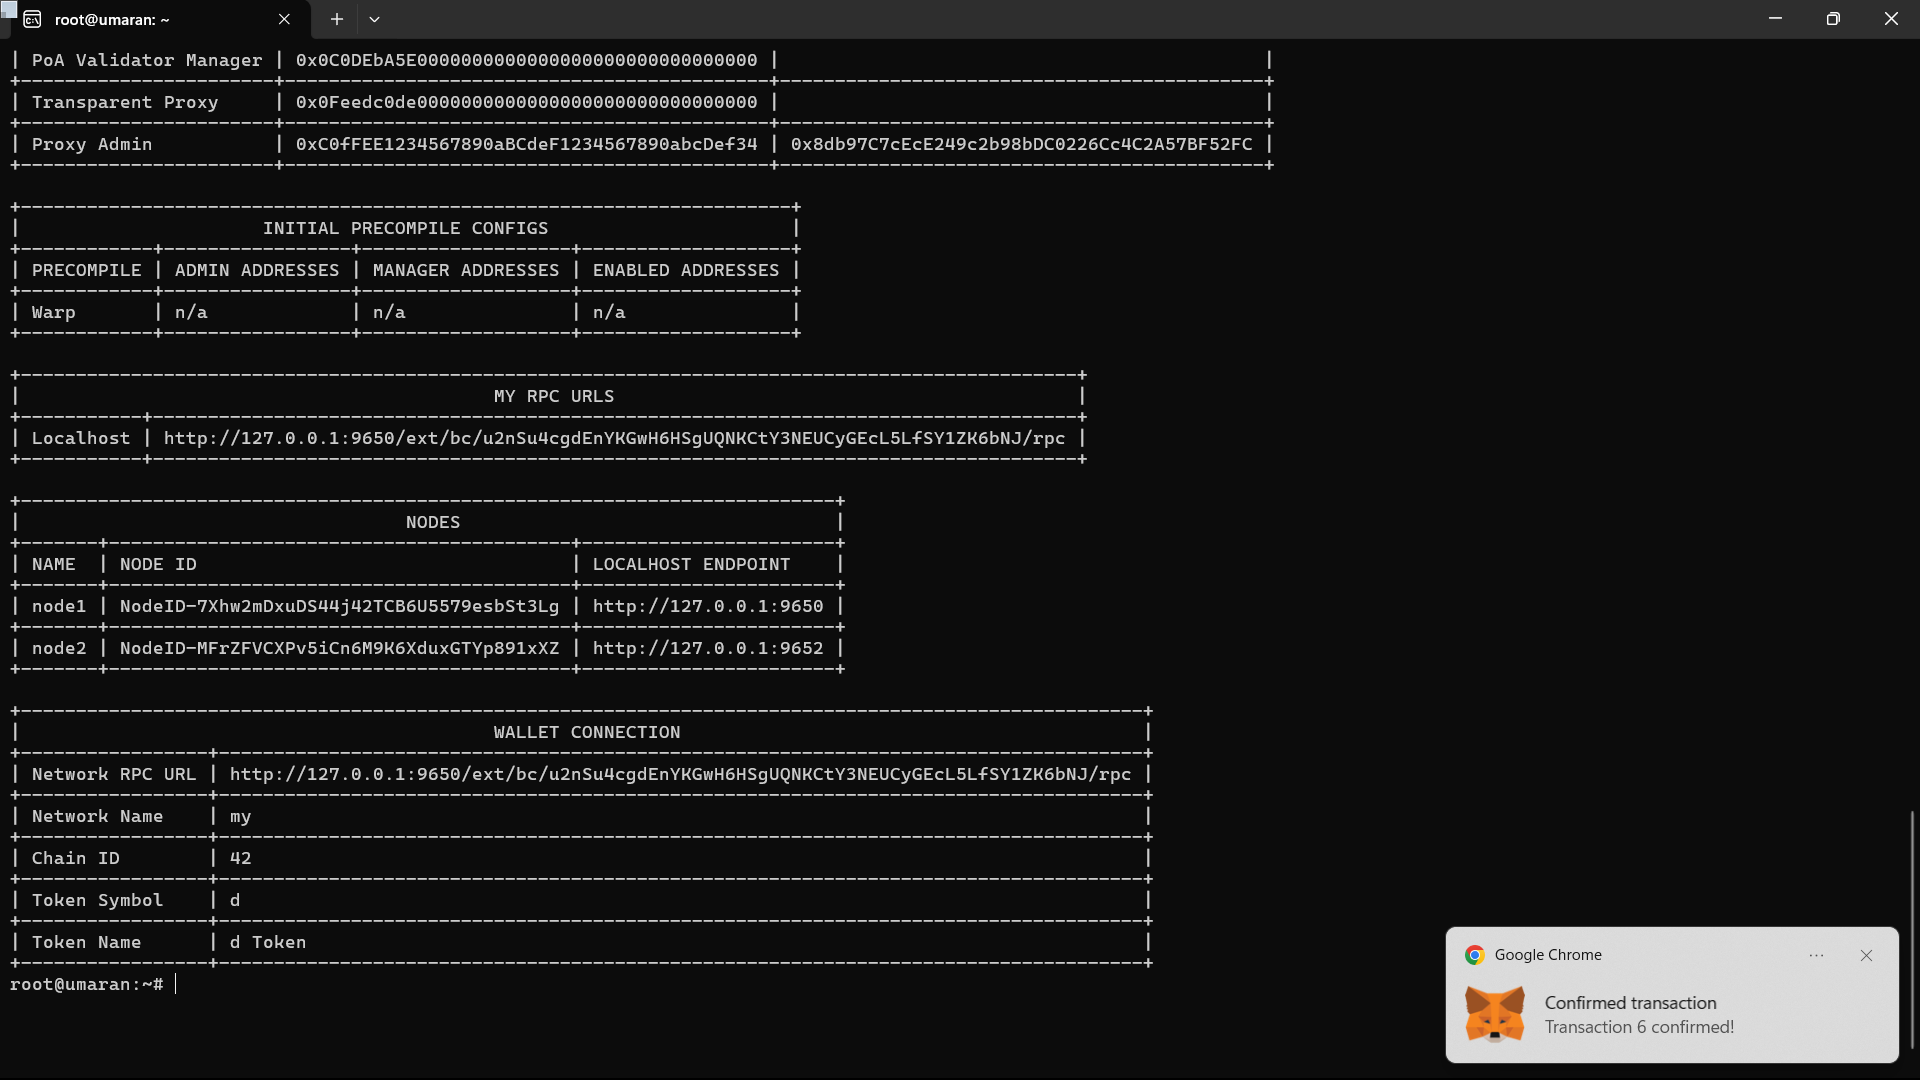 root@umaran: ~
| PoA Validator Manager | 0x0C0DEbA5E0000000000000000000000000000000 | |
| Transparent Proxy | 0x0Feedc0de0000000000000000000000000000000 | |
| Proxy Admin | 0xC0fFEE1234567890aBCdeF1234567890abcDef34 | 0x8db97C7cEcE249c2b98bDC0226Cc4C2A57BF52FC |
INITIAL PRECOMPILE CONFIGS
| PRECOMPILE | ADMIN ADDRESSES | MANAGER ADDRESSES | ENABLED ADDRESSES |
| Warp | n/a | n/a | n/a |
MY RPC URLS
| Localhost | http://127.0.0.1:9650/ext/bc/u2nSu4cgdEnYKGwH6HSgUQNKCtY3NEUCyGEcL5LfSY1ZK6bNJ/rpc |
NODES
| NAME | NODE ID | LOCALHOST ENDPOINT |
| node1 | NodeID-7Xhw2mDxuDS44j42TCB6U5579esbSt3Lg | http://127.0.0.1:9650 |
| node2 | NodeID-MFrZFVCXPv5iCn6M9K6XduxGTYp891xXZ | http://127.0.0.1:9652 |
WALLET CONNECTION
| Network RPC URL | http://127.0.0.1:9650/ext/bc/u2nSu4cgdEnYKGwH6HSgUQNKCtY3NEUCyGEcL5LfSY1ZK6bNJ/rpc |
| Network Name | my |
| Chain ID | 42 |
| Token Symbol | d |
| Token Name | d Token |
root@umaran:~#
Google Chrome
Confirmed transaction
Transaction 6 confirmed!